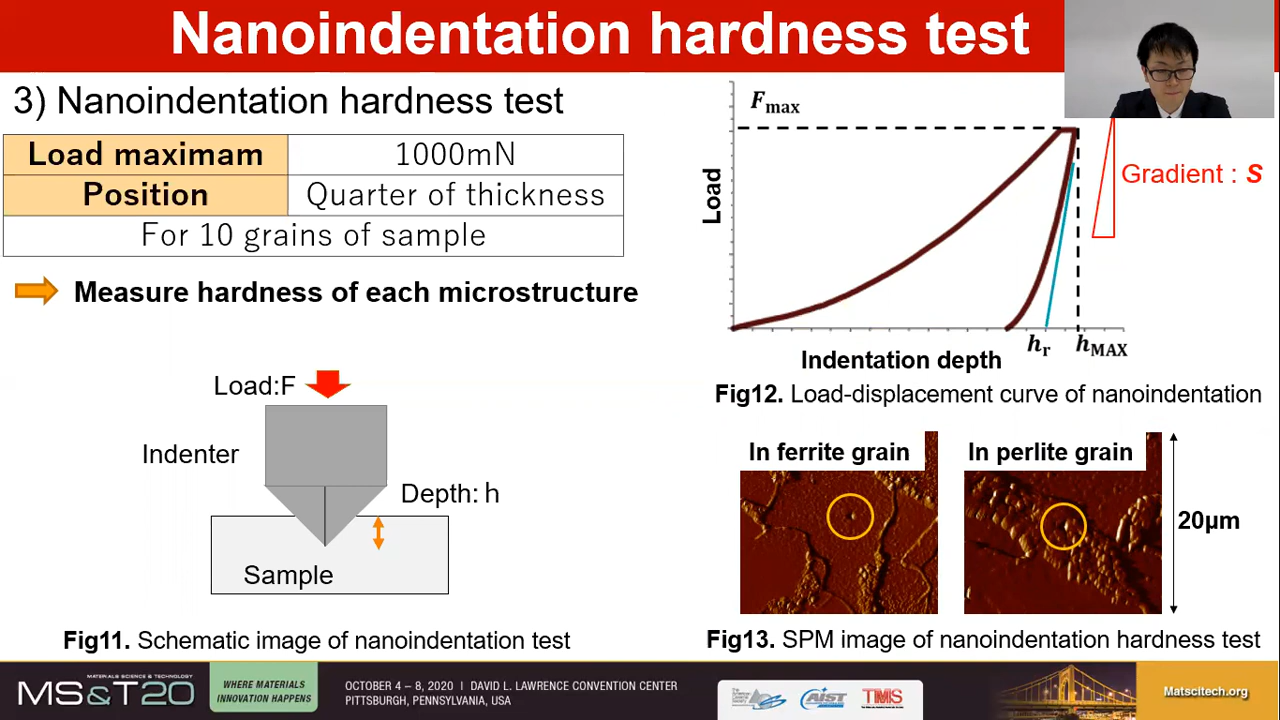 Nanoindentation hardness test
3) Nanoindentation hardness test
Load maximam 1000mN
Position Quarter of thickness
For 10 grains of sample
Measure hardness of each microstructure
Load:F
Indenter
Depth: h
Sample
Fig11. Schematic image of nanoindentation test
Fmax
Load
Gradient : S
hr hMAX
Indentation depth
Fig12. Load-displacement curve of nanoindentation
In ferrite grain
In perlite grain
20μm
Fig13. SPM image of nanoindentation hardness test
MATERIALS SCIENCE & TECHNOLOGY
MS&T20
WHERE MATERIALS
INNOVATION HAPPENS
OCTOBER 4 – 8, 2020 | DAVID L. LAWRENCE CONVENTION CENTER
PITTSBURGH, PENNSYLVANIA, USA
AIST
TMS
Matscitech.org